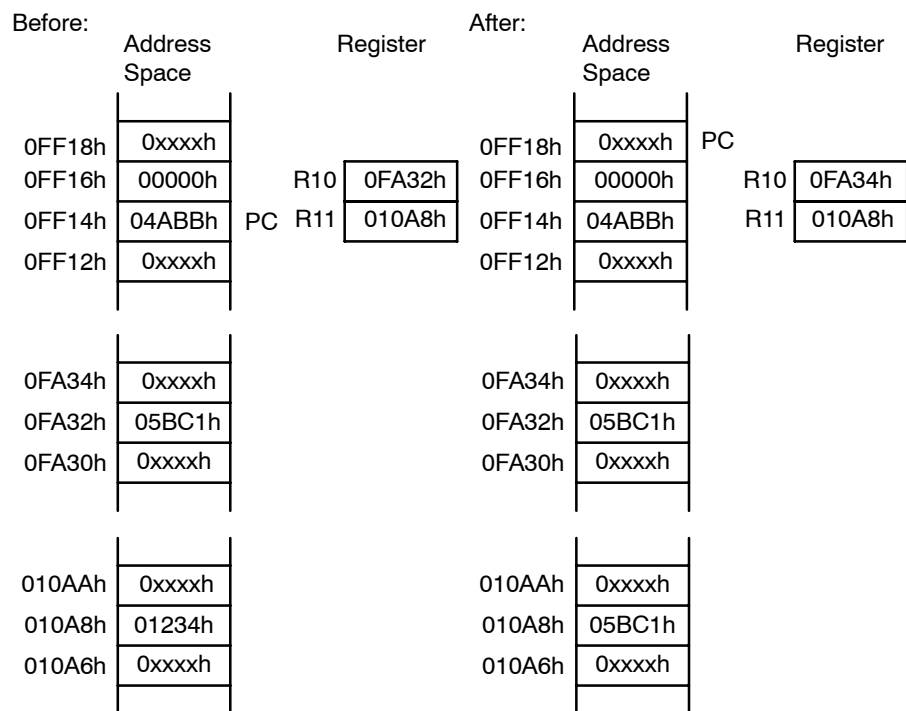 Before:
Address Space
Register
0FF18h 0xxxxh
0FF16h 00000h R10 0FA32h
0FF14h 04ABBh PC R11 010A8h
0FF12h 0xxxxh
0FA34h 0xxxxh
0FA32h 05BC1h
0FA30h 0xxxxh
010AAh 0xxxxh
010A8h 01234h
010A6h 0xxxxh
After:
Address Space
Register
0FF18h 0xxxxh PC
0FF16h 00000h R10 0FA34h
0FF14h 04ABBh R11 010A8h
0FF12h 0xxxxh
0FA34h 0xxxxh
0FA32h 05BC1h
0FA30h 0xxxxh
010AAh 0xxxxh
010A8h 05BC1h
010A6h 0xxxxh